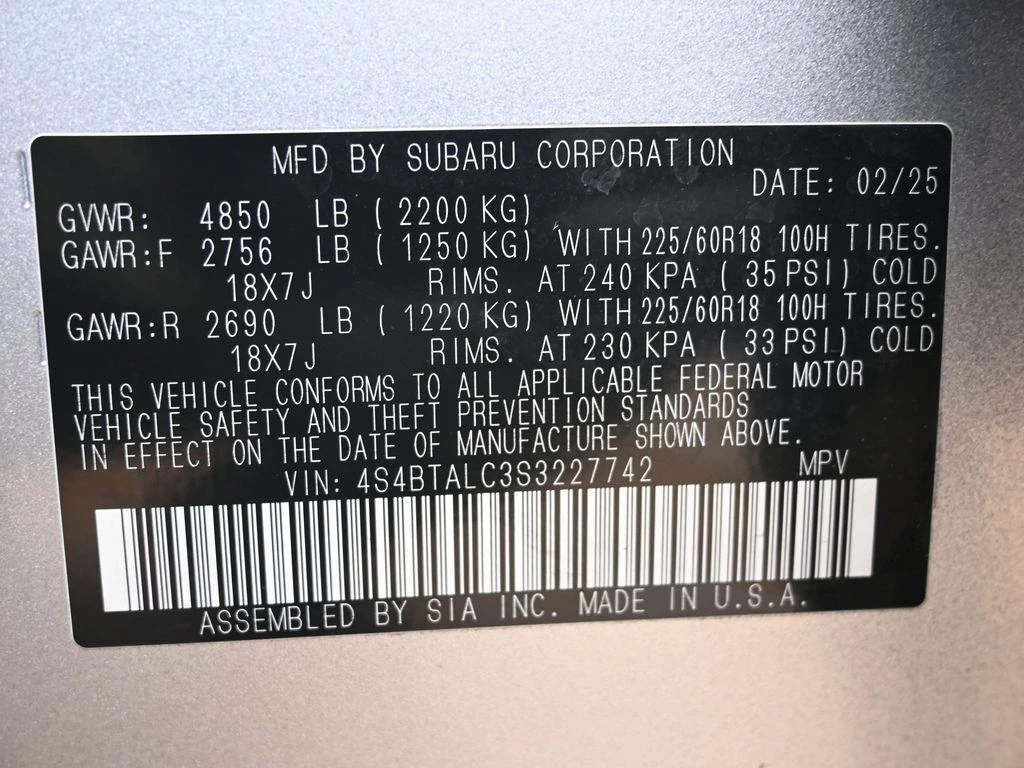 MFD BY SUBARU CORPORATION
DATE: 02/25
GVWR: 4850 LB ( 2200 KG)
GAWR:F 2756 LB ( 1250 KG) WITH 225/60R18 100H TIRES.
18X7J RIMS. AT 240 KPA ( 35 PSI) COLD
GAWR:R 2690 LB ( 1220 KG) WITH 225/60R18 100H TIRES.
18X7J RIMS. AT 230 KPA ( 33 PSI) COLD
THIS VEHICLE CONFORMS TO ALL APPLICABLE FEDERAL MOTOR
VEHICLE SAFETY AND THEFT PREVENTION STANDARDS
IN EFFECT ON THE DATE OF MANUFACTURE SHOWN ABOVE.
VIN: 4S4BTALC3S3227742 MPV
ASSEMBLED BY SIA INC. MADE IN U.S.A.